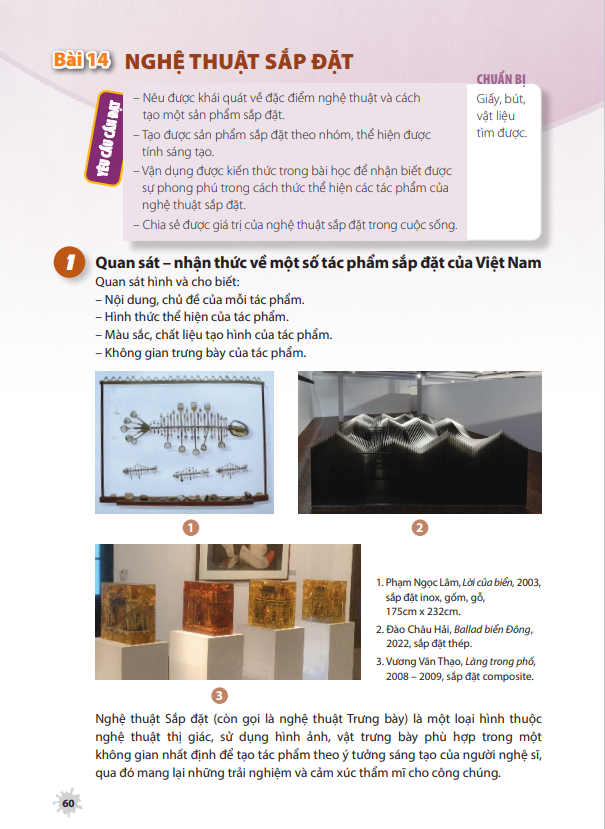 Bài 14 NGHỆ THUẬT SẮP ĐẶT
YÊU CẦU CẦN ĐẠT
– Nêu được khái quát về đặc điểm nghệ thuật và cách
tạo một sản phẩm sắp đặt.
– Tạo được sản phẩm sắp đặt theo nhóm, thể hiện được
tính sáng tạo.
– Vận dụng được kiến thức trong bài học để nhận biết được
sự phong phú trong cách thức thể hiện các tác phẩm của
nghệ thuật sắp đặt.
– Chia sẻ được giá trị của nghệ thuật sắp đặt trong cuộc sống.
CHUẨN BỊ
Giấy, bút,
vật liệu
tìm được.
1 Quan sát – nhận thức về một số tác phẩm sắp đặt của Việt Nam
Quan sát hình và cho biết:
– Nội dung, chủ đề của mỗi tác phẩm.
– Hình thức thể hiện của tác phẩm.
– Màu sắc, chất liệu tạo hình của tác phẩm.
– Không gian trưng bày của tác phẩm.
1
2
3
1. Phạm Ngọc Lâm, Lời của biển, 2003,
sắp đặt inox, gốm, gỗ,
175cm x 232cm.
2. Đào Châu Hải, Ballad biển Đông,
2022, sắp đặt thép.
3. Vương Văn Thạo, Làng trong phố,
2008 – 2009, sắp đặt composite.
Nghệ thuật Sắp đặt (còn gọi là nghệ thuật Trưng bày) là một loại hình thuộc
nghệ thuật thị giác, sử dụng hình ảnh, vật trưng bày phù hợp trong một
không gian nhất định để tạo tác phẩm theo ý tưởng sáng tạo của người nghệ sĩ,
qua đó mang lại những trải nghiệm và cảm xúc thẩm mĩ cho công chúng.
60